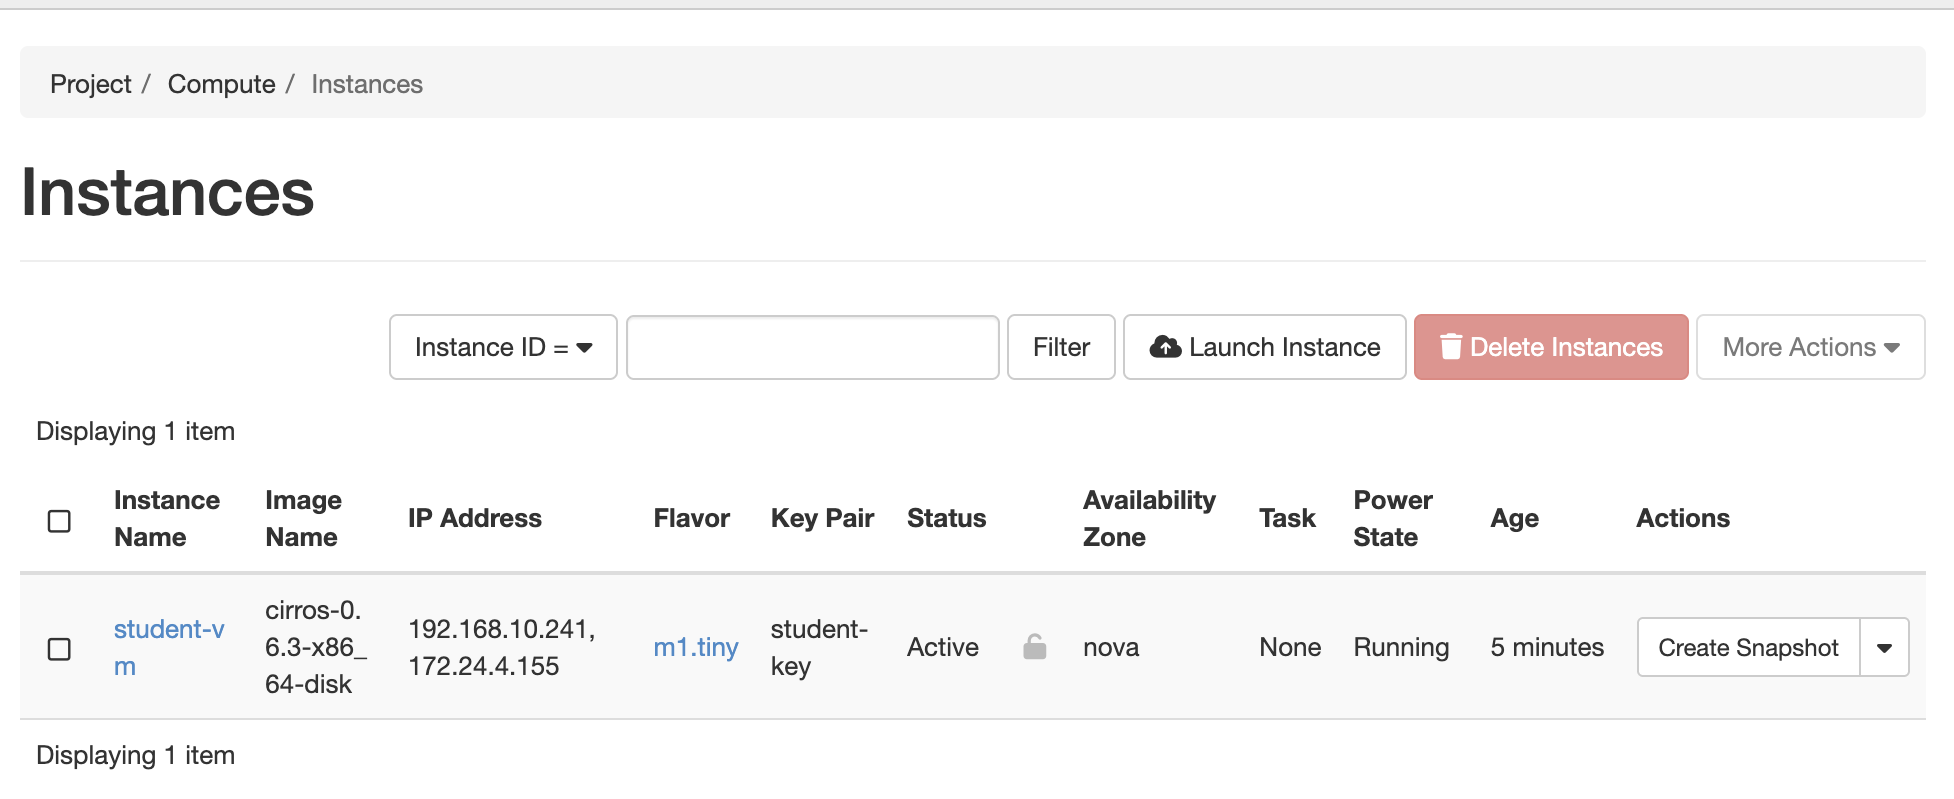 Project / Compute / Instances
Instances
Instance ID = Filter Launch Instance Delete Instances More Actions
Displaying 1 item
Instance Name Image Name IP Address Flavor Key Pair Status Availability Zone Task Power State Age Actions
student-v
m
cirros-0.
6.3-x86_
64-disk
192.168.10.241,
172.24.4.155
m1.tiny
student-
key
Active
nova
None
Running
5 minutes
Create Snapshot
Displaying 1 item